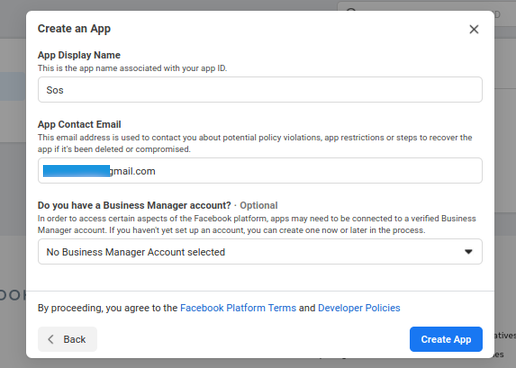 Create an App
App Display Name
This is the app name associated with your app ID.
Sos
App Contact Email
This email address is used to contact you about potential policy violations, app restrictions or steps to recover
the app if it's been deleted or compromised.
gmail.com
Do you have a Business Manager account? · Optional
In order to access certain aspects of the Facebook platform, apps may need to be connected to a verified Business
Manager account. If you haven't yet set up an account, you can create one now or later in the process.
No Business Manager Account selected
By proceeding, you agree to the Facebook Platform Terms and Developer Policies
Back
Create App